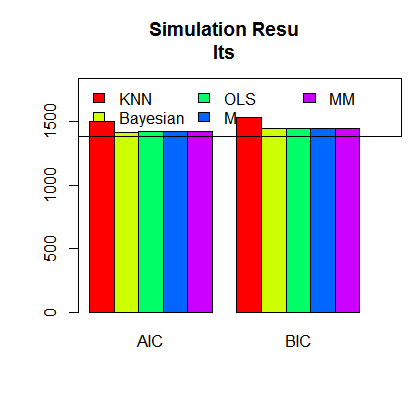 Simulation Resu
lts
KNN OLS MM
Bayesian M
1500
1000
500
0
AIC BIC